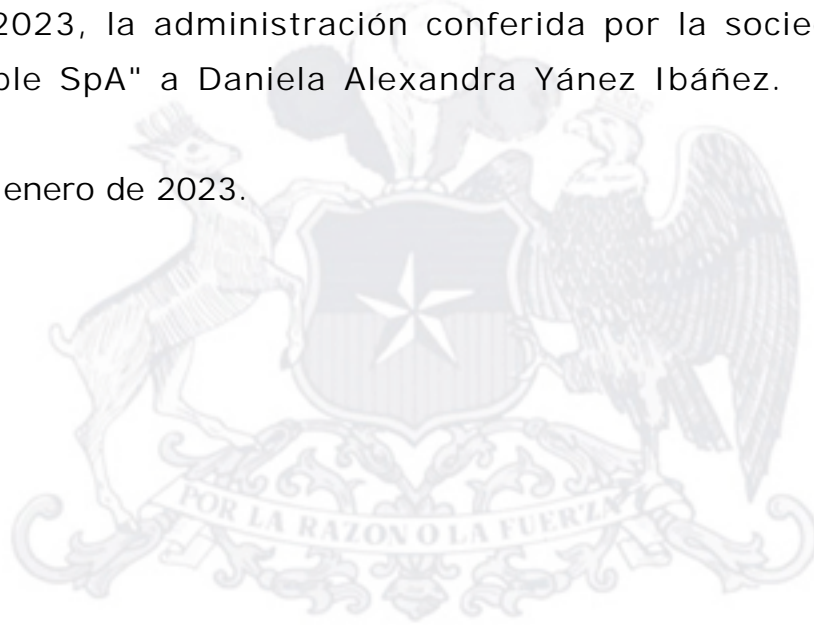 2023, la administración conferida por la socie
ple SpA" a Daniela Alexandra Yánez Ibáñez.
enero de 2023.
POR LA RAZON O LA FUERZA